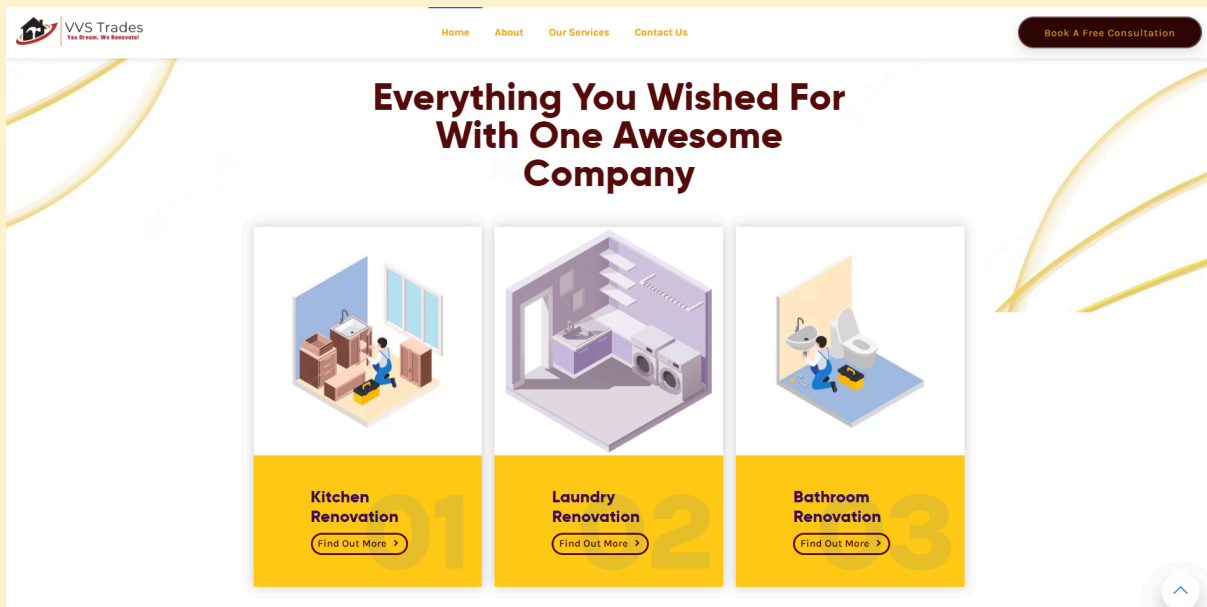 VVS Trades
You Dream, We Renovate!
Home
About
Our Services
Contact Us
Book A Free Consultation
Everything You Wished For
With One Awesome
Company
Kitchen
Renovation
Find Out More
01
Laundry
Renovation
Find Out More
02
Bathroom
Renovation
Find Out More
03